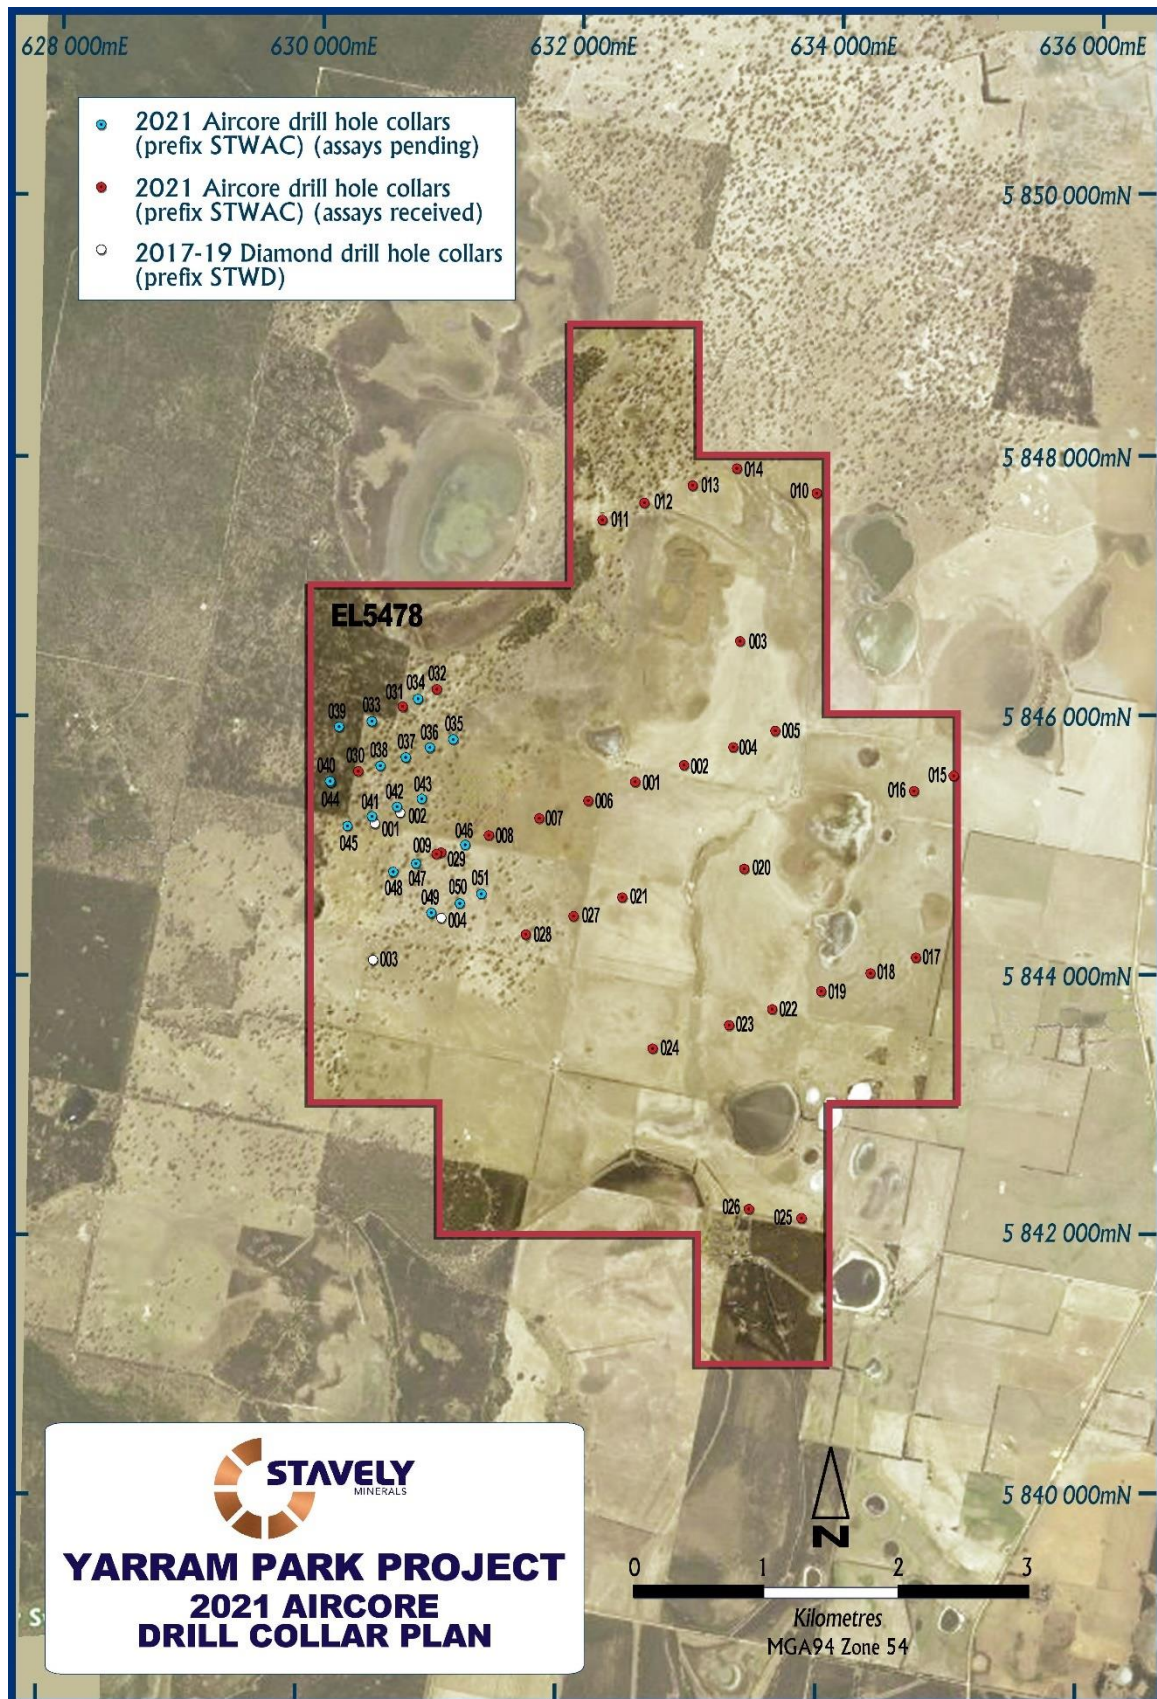 628 000mE 630 000mE 632 000mE 634 000mE 636 000mE
2021 Aircore drill hole collars
(prefix STWAC) (assays pending)
2021 Aircore drill hole collars
(prefix STWAC) (assays received)
2017-19 Diamond drill hole collars
(prefix STWD)
5 850 000mN
5 848 000mN
014
013
010
012
011
EL5478
003
032
034
031
033
039
035
036
005
004
037
038
002
030
015
040
001
016
043
044
042
006
002
041
007
001
045
008
046
009
029
020
047
048
051
021
050
049
027
004
028
003
017
018
019
022
023
024
026
025
5 846 000mN
5 844 000mN
5 842 000mN
5 840 000mN
STAVELY
MINERALS
YARRAM PARK PROJECT
2021 AIRCORE
DRILL COLLAR PLAN
N
0 1 2 3
Kilometres
MGA94 Zone 54